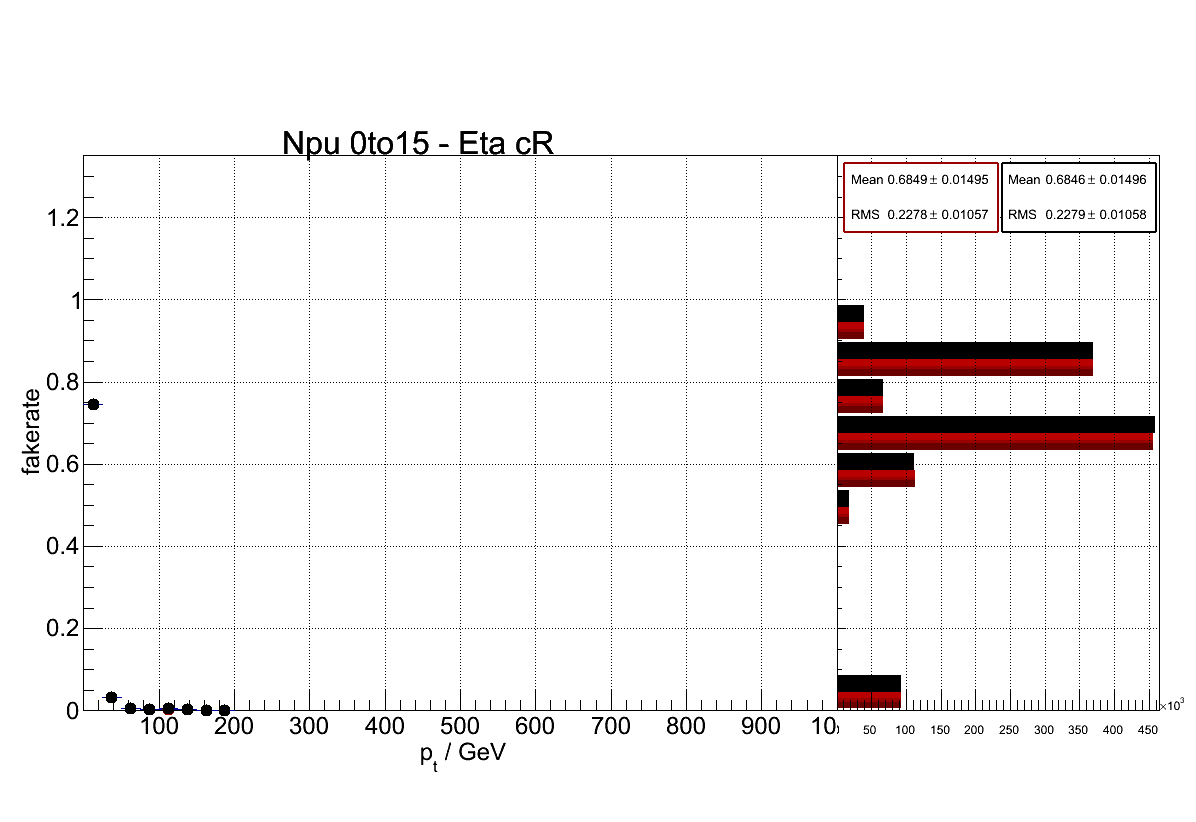 Npu 0to15 - Eta cR
Mean 0.6849 ± 0.01495
RMS 0.2278 ± 0.01057
Mean 0.6846 ± 0.01496
RMS 0.2279 ± 0.01058
1.2
1
0.8
0.6
0.4
0.2
0
fakerate
100 200 300 400 500 600 700 800 900 10
p_t / GeV
50 100 150 200 250 300 350 400 450
×10³